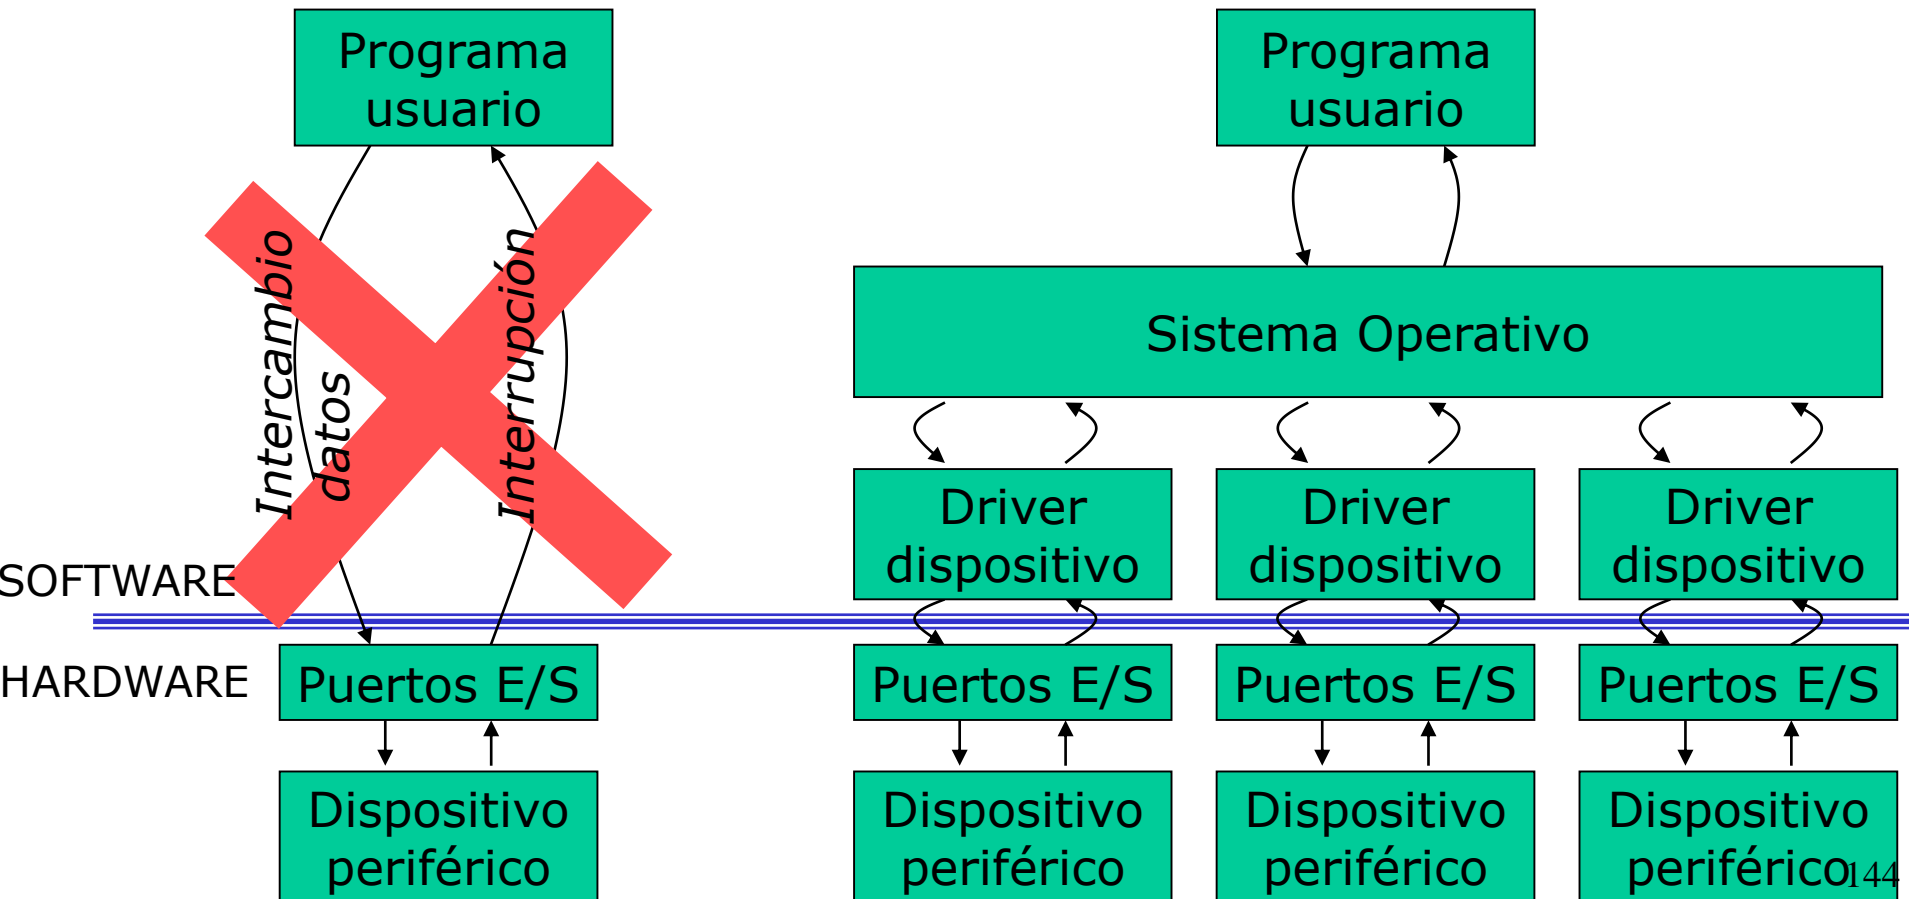 Programa
usuario
Programa
usuario
Intercambio
datos
Interrupción
Sistema Operativo
Driver
dispositivo
Driver
dispositivo
Driver
dispositivo
SOFTWARE
HARDWARE
Puertos E/S
Puertos E/S
Puertos E/S
Puertos E/S
Dispositivo
periférico
Dispositivo
periférico
Dispositivo
periférico
Dispositivo
periférico
144